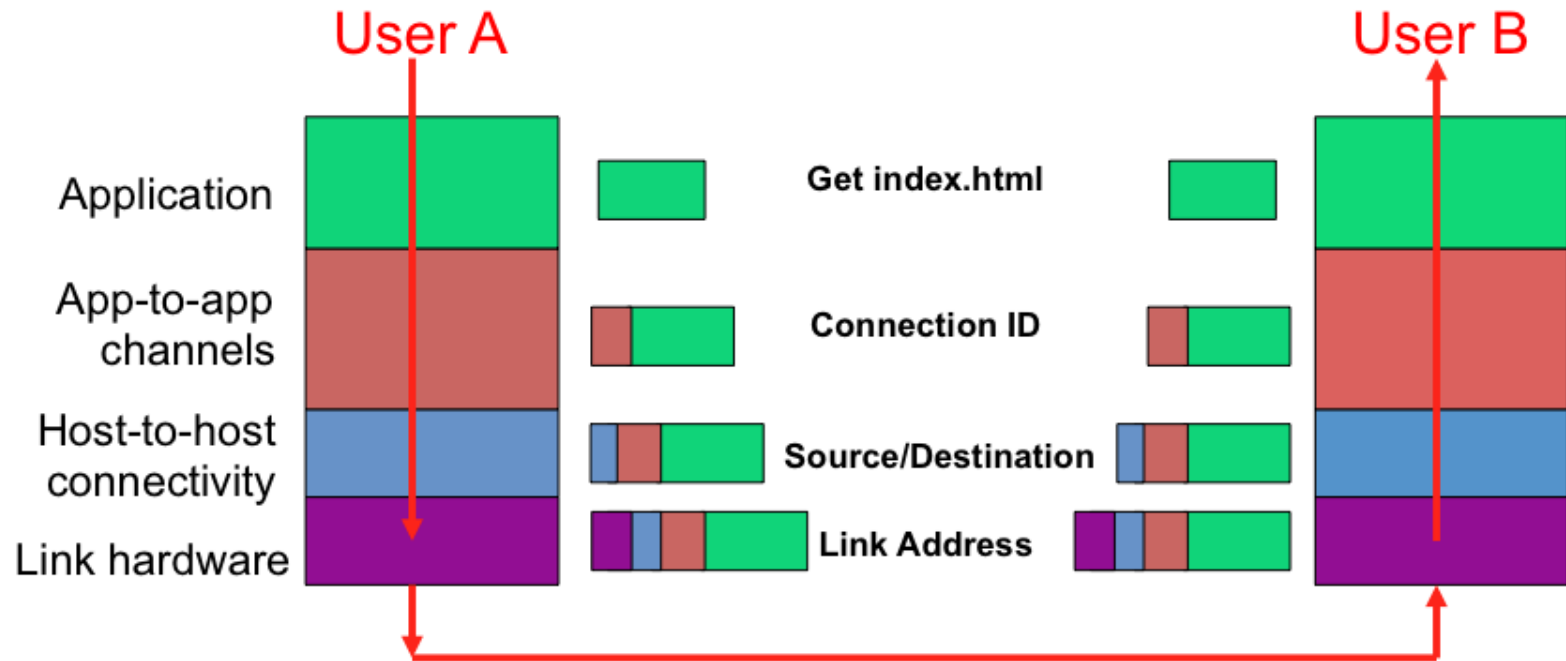 User A
User B
Application
Get index.html
App-to-app
channels
Connection ID
Host-to-host
connectivity
Source/Destination
Link hardware
Link Address